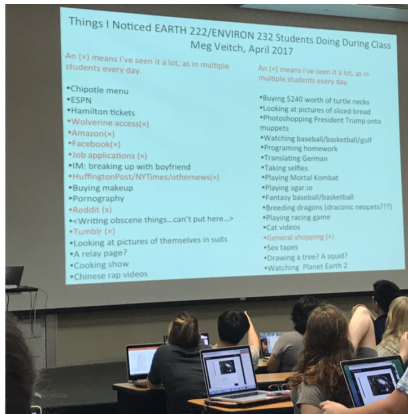 Things I Noticed EARTH 222/ENVIRON 232 Students Doing During Class
Meg Veitch, April 2017
An (×) means I've seen it a lot, as in multiple
students every day.
•Chipotle menu
•ESPN
•Hamilton tickets
•Wolverine access(×)
•Amazon(×)
•Facebook(×)
•Job applications (×)
•IM: breaking up with boyfriend
•HuffingtonPost/NYTimes/othernews(×)
•Buying makeup
•Pornography
•Reddit (×)
•<Writing obscene things...can't put here...>
•Tumblr (×)
•Looking at pictures of themselves in suits
•A relay page?
•Cooking show
•Chinese rap videos
An (×) means I've seen it a lot, as in
multiple students every day.
•Buying $240 worth of turtle necks
•Looking at pictures of sliced bread
•Photoshopping President Trump onto
muppets
•Watching baseball/basketball/golf
•Programing homework
•Translating German
•Taking selfies
•Playing Mortal Kombat
•Playing agar.io
•Fantasy baseball/basketball
•Breeding dragons (draconic neopets???)
•Playing racing game
•Cat videos
•General shopping (×)
•Sex tapes
•Drawing a tree? A squid?
•Watching Planet Earth 2